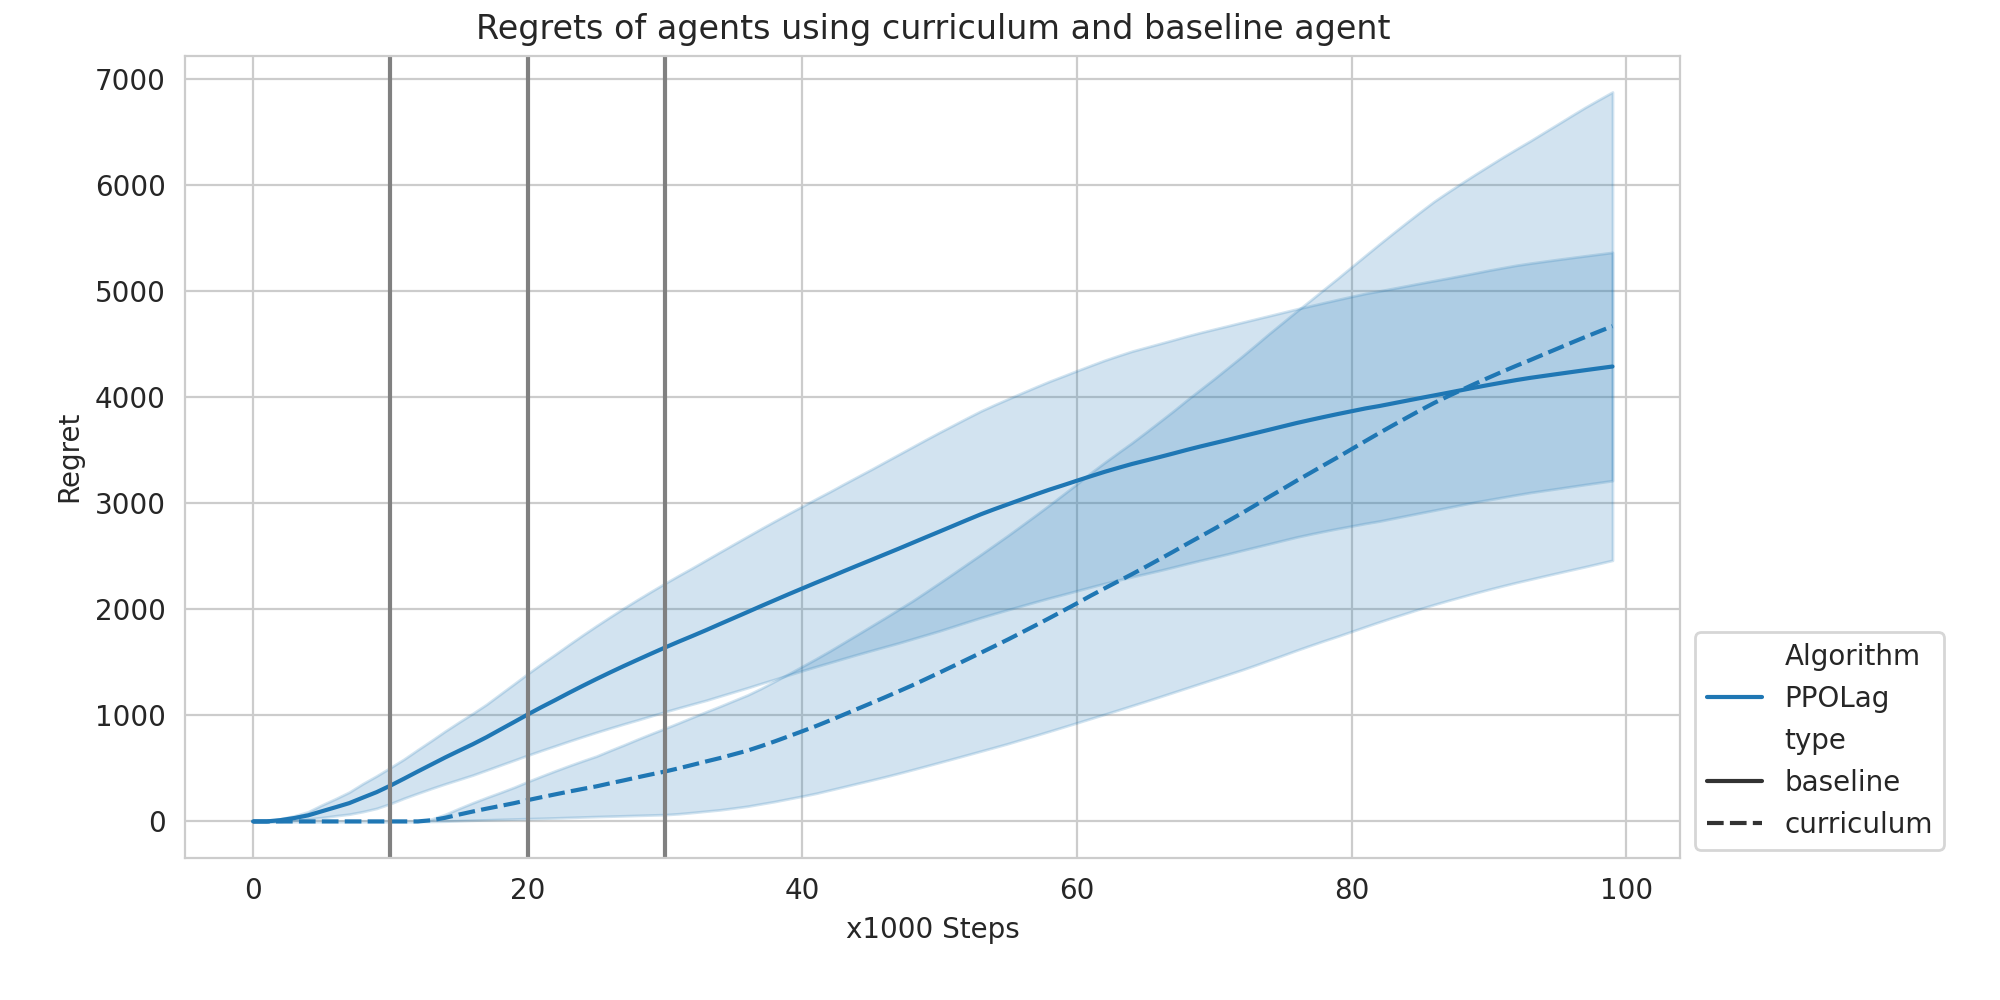 Regrets of agents using curriculum and baseline agent
7000
6000
5000
4000
3000
2000
1000
0
Regret
0 20 40 60 80 100
x1000 Steps
Algorithm
PPOLag
type
baseline
curriculum